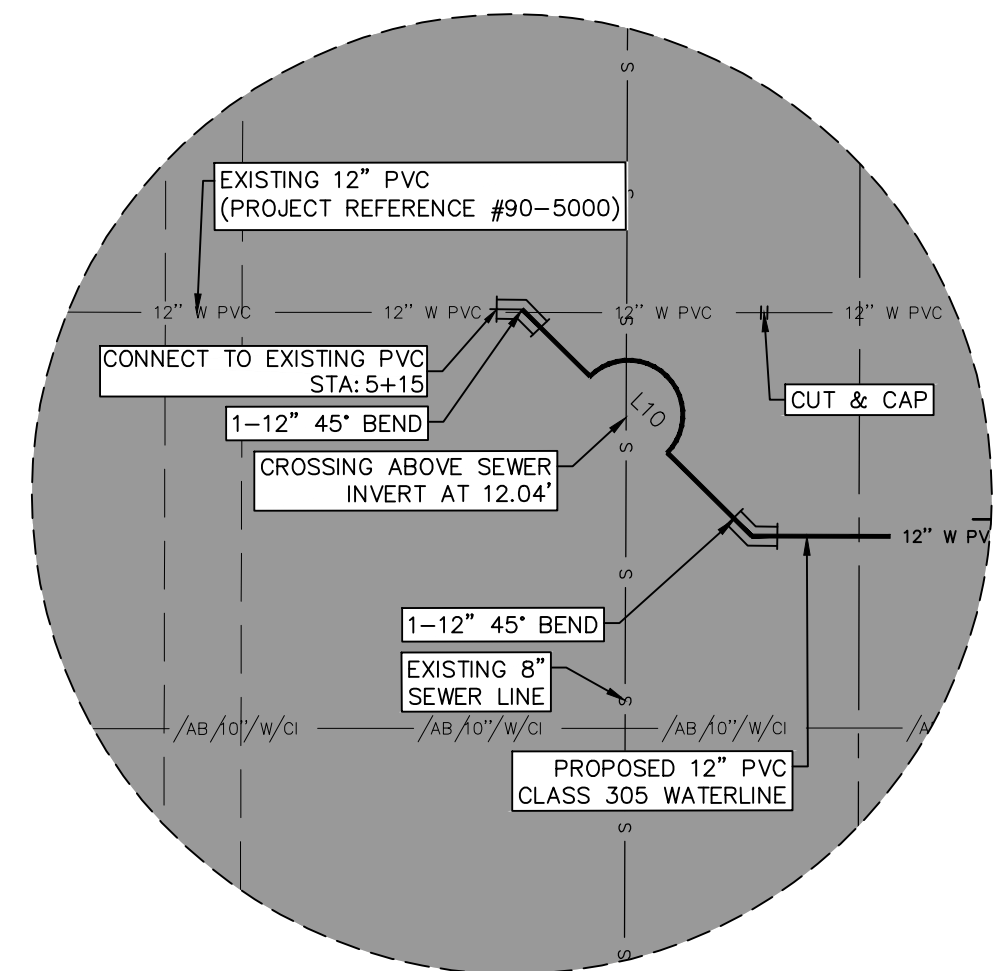 S
EXISTING 12" PVC
(PROJECT REFERENCE #90-5000)
S
12" W PVC
12" W PVC
12" W PVC
12" W PVC
S
CONNECT TO EXISTING PVC
STA: 5+15
CUT & CAP
1-12" 45° BEND
L10
S
CROSSING ABOVE SEWER
INVERT AT 12.04'
12" W PV
S
1-12" 45° BEND
EXISTING 8"
SEWER LINE
S
/AB/10"/W/CI
/AB/10"/W/CI
/AB/10"/W/CI
/A
PROPOSED 12" PVC
CLASS 305 WATERLINE
S
S